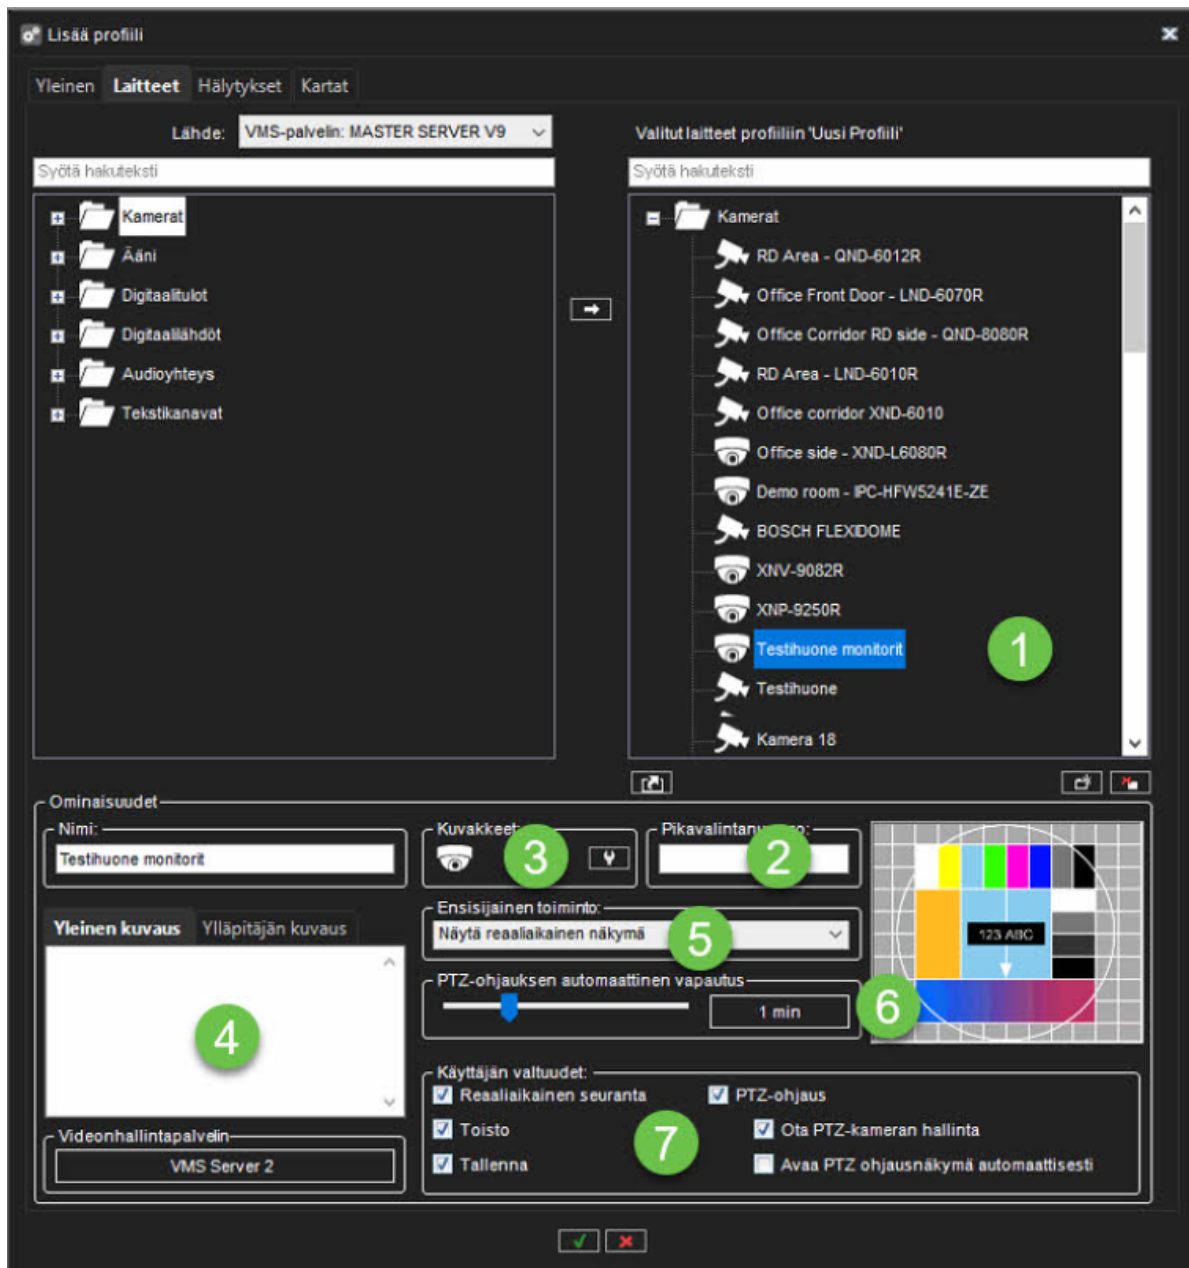 Lisää profiili
Yleinen Laitteet Hälytykset Kartat
Lähde: VMS-palvelin: MASTER SERVER V9
Valitut laitteet profiiliin 'Uusi Profiili'
Syötä hakuteksti
Syötä hakuteksti
Kamerat
Ääni
Digitaalitulot
Digitaalilähdöt
Audioyhteys
Tekstikanavat
Kamerat
RD Area - QND-6012R
Office Front Door - LND-6070R
Office Corridor RD side - QND-8080R
RD Area - LND-6010R
Office corridor XND-6010
Office side - XND-L6080R
Demo room - IPC-HFW5241E-ZE
BOSCH FLEXIDOME
XNV-9082R
XNP-9250R
Testihuone monitorit
1
Testihuone
Kamera 18
Ominaisuudet
Nimi:
Testihuone monitorit
Kuvakkeet:
3
2
Yleinen kuvaus Ylläpitäjän kuvaus
4
Videonhallintapalvelin
VMS Server 2
Ensisijainen toiminto:
Näytä reaaliaikainen näkymä
5
PTZ-ohjauksen automaattinen vapautus
1 min
6
123 ABC
Käyttäjän valtuudet:
Reaaliaikainen seuranta
PTZ-ohjaus
Toisto
Ota PTZ-kameran hallinta
7
Tallenna
Avaa PTZ ohjausnäkymä automaattisesti